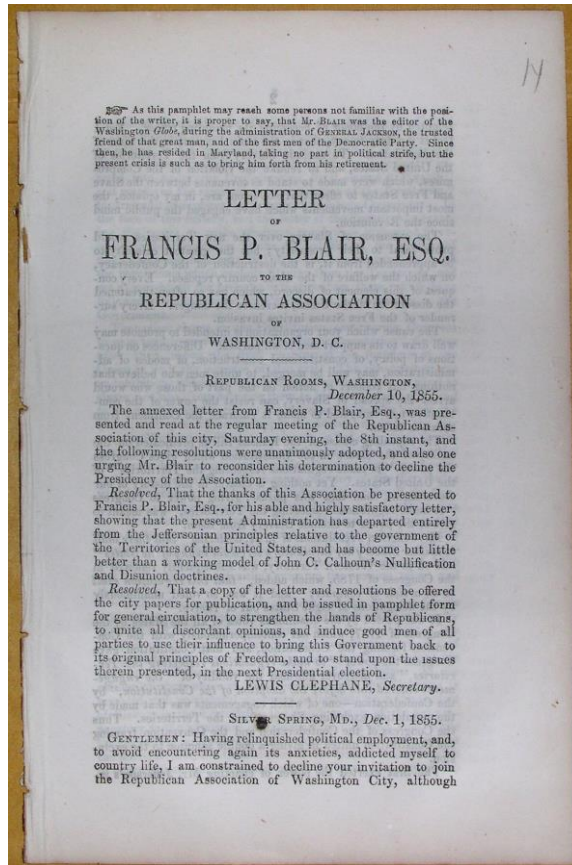 14
☞ As this pamphlet may reach some persons not familiar with the posi-
tion of the writer, it is proper to say, that Mr. BLAIR was the editor of the
Washington Globe, during the administration of GENERAL JACKSON, the trusted
friend of that great man, and of the first men of the Democratic Party. Since
then, he has resided in Maryland, taking no part in political strife, but the
present crisis is such as to bring him forth from his retirement.
LETTER
OF
FRANCIS P. BLAIR, ESQ.
TO THE
REPUBLICAN ASSOCIATION
OF
WASHINGTON, D. C.
REPUBLICAN ROOMS, WASHINGTON,
December 10, 1855.
The annexed letter from Francis P. Blair, Esq., was pre-
sented and read at the regular meeting of the Republican As-
sociation of this city, Saturday evening, the 8th instant, and
the following resolutions were unanimously adopted, and also one
urging Mr. Blair to reconsider his determination to decline the
Presidency of the Association.
Resolved, That the thanks of this Association be presented to
Francis P. Blair, Esq., for his able and highly satisfactory letter,
showing that the present Administration has departed entirely
from the Jeffersonian principles relative to the government of
the Territories of the United States, and has become but little
better than a working model of John C. Calhoun's Nullification
and Disunion doctrines.
Resolved, That a copy of the letter and resolutions be offered
the city papers for publication, and be issued in pamphlet form
for general circulation, to strengthen the hands of Republicans,
to unite all discordant opinions, and induce good men of all
parties to use their influence to bring this Government back to
its original principles of Freedom, and to stand upon the issues
therein presented, in the next Presidential election.
LEWIS CLEPHANE, Secretary.
SILVER SPRING, MD., Dec. 1, 1855.
GENTLEMEN: Having relinquished political employment, and,
to avoid encountering again its anxieties, addicted myself to
country life, I am constrained to decline your invitation to join
the Republican Association of Washington City, although